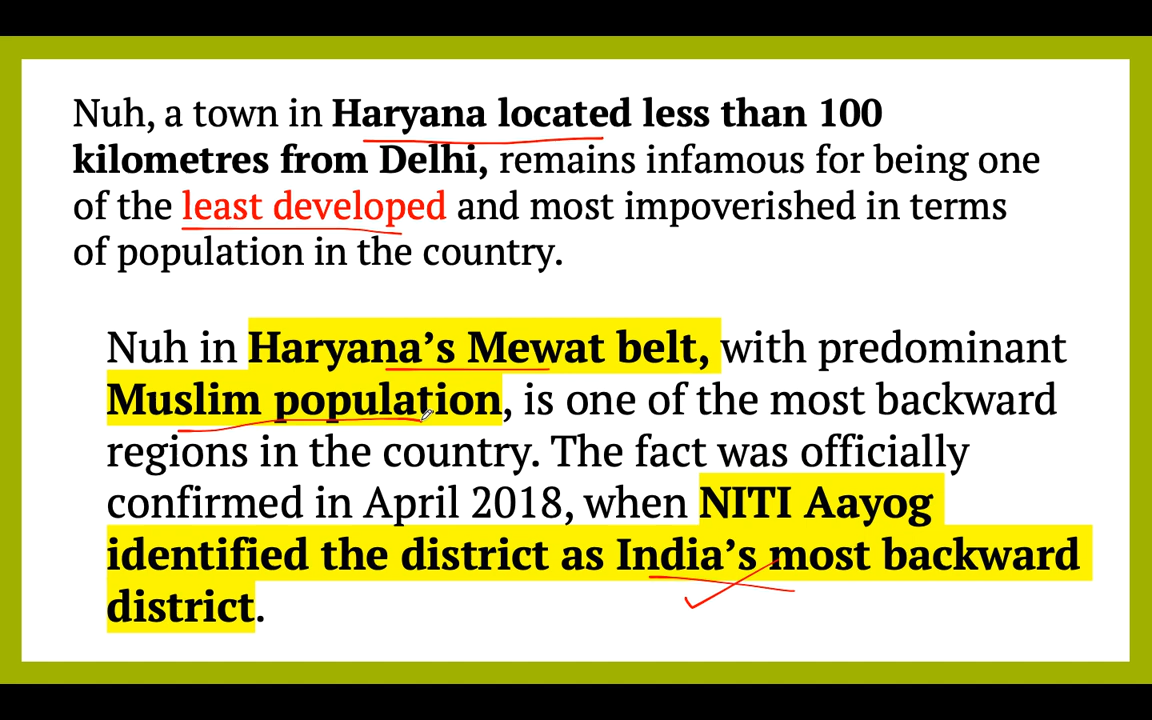 Nuh, a town in Haryana located less than 100
kilometres from Delhi, remains infamous for being one
of the least developed and most impoverished in terms
of population in the country.
Nuh in Haryana’s Mewat belt, with predominant
Muslim population, is one of the most backward
regions in the country. The fact was officially
confirmed in April 2018, when NITI Aayog
identified the district as India’s most backward
district.